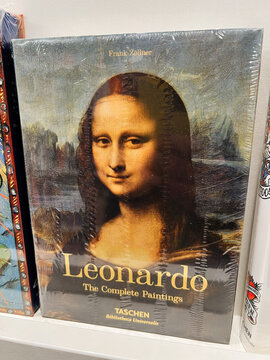 Frank Zöllner
Leonardo
The Complete Paintings
TASCHEN
Bibliotheca Universalis